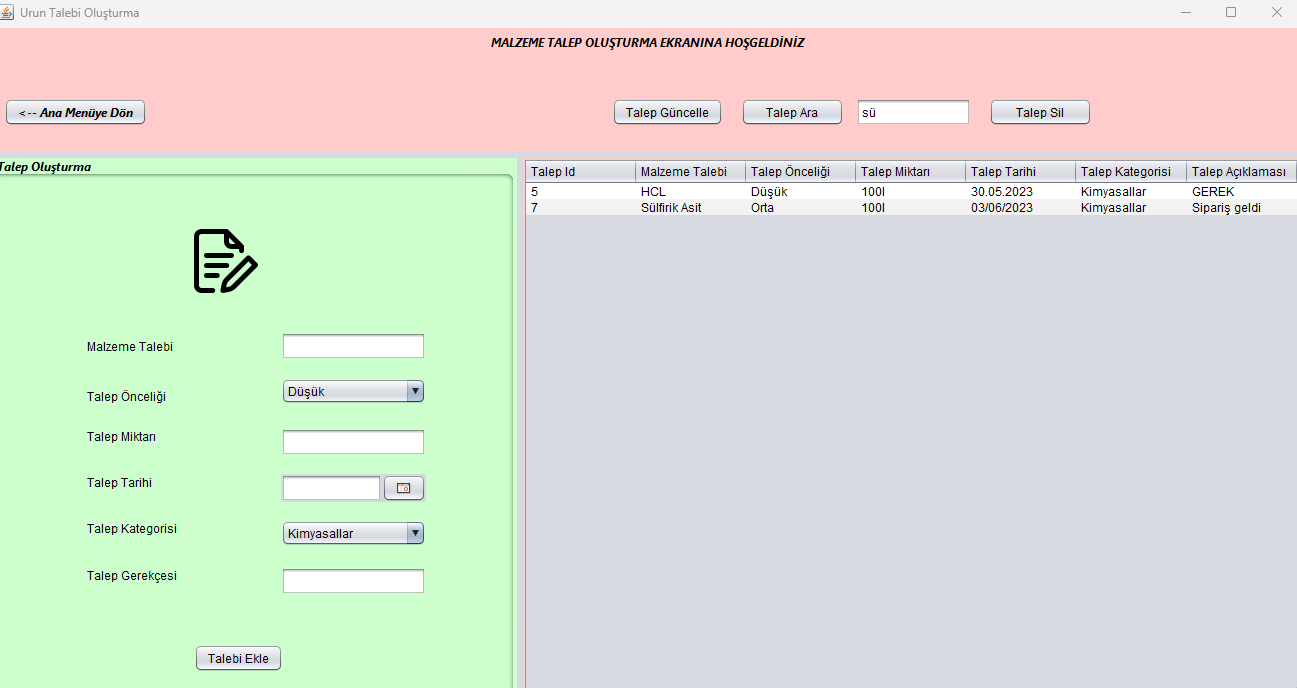 Urun Talebi Oluşturma
MALZEME TALEP OLUŞTURMA EKRANINA HOŞGELDİNİZ
<-- Ana Menüye Dön
Talep Güncelle
Talep Ara
sü
Talep Sil
Talep Oluşturma
Malzeme Talebi
Talep Önceliği
Düşük
Talep Miktarı
Talep Tarihi
Talep Kategorisi
Kimyasallar
Talep Gerekçesi
Talebi Ekle
Talep Id Malzeme Talebi Talep Önceliği Talep Miktarı Talep Tarihi Talep Kategorisi Talep Açıklaması
5 HCL Düşük 100l 30.05.2023 Kimyasallar GEREK
7 Sülfirik Asit Orta 100l 03/06/2023 Kimyasallar Sipariş geldi